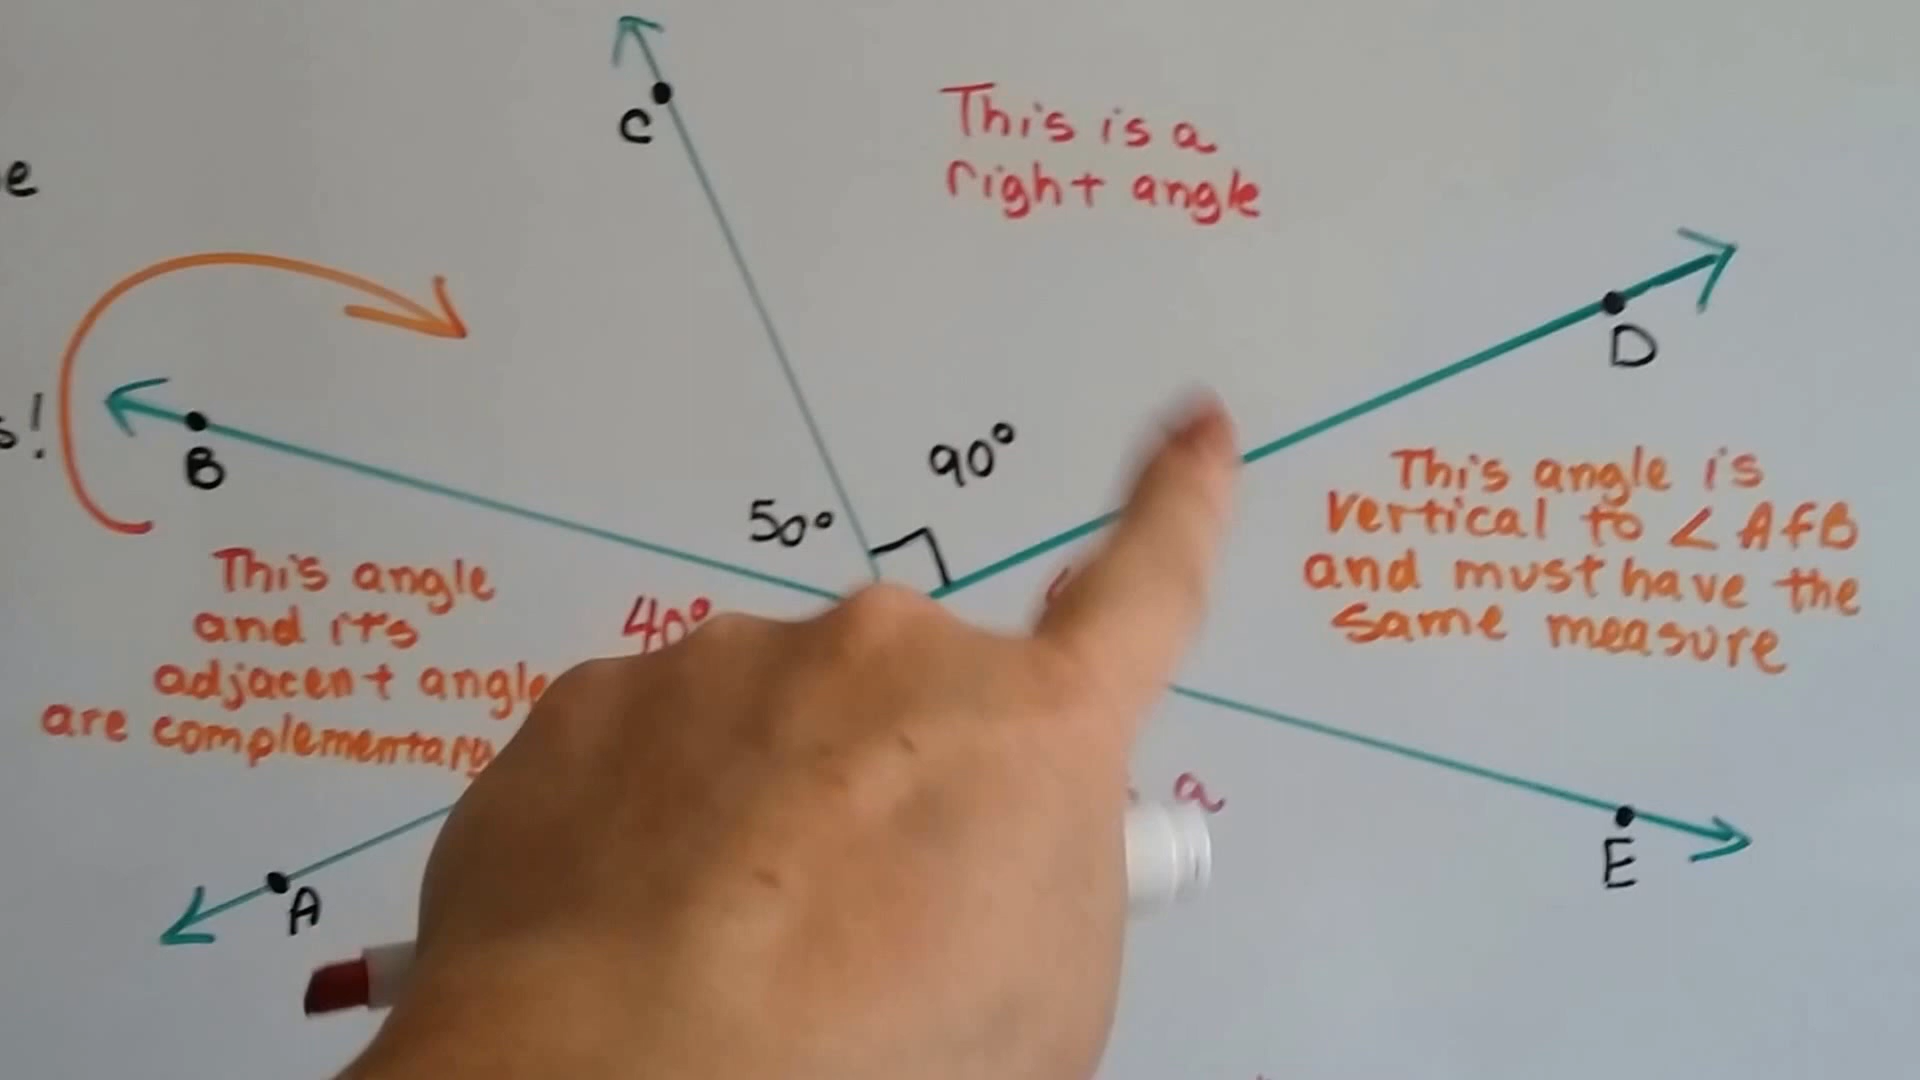 C
This is a
right angle
e
D
B
s!
90°
50°
This angle is
vertical to ∠AFB
and must have the
same measure
This angle
and it's
adjacent angle
are complementary
40°
a
E
A